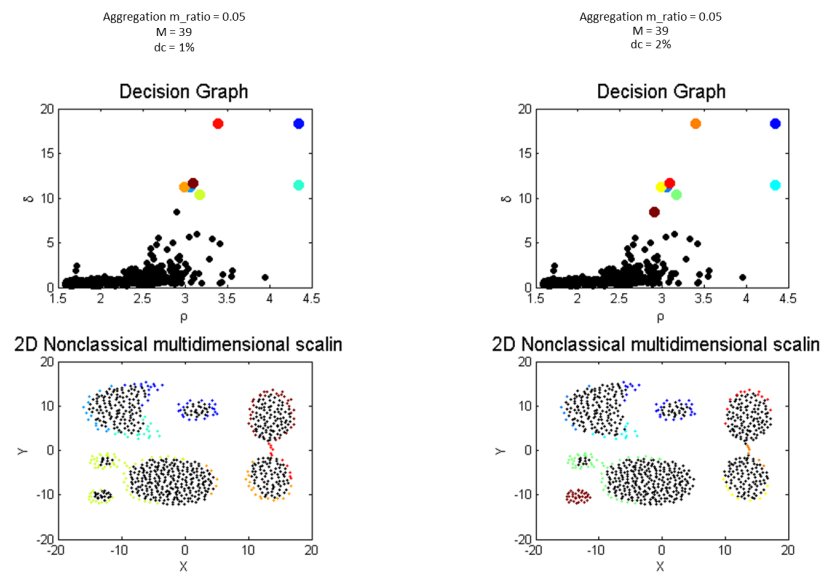 Aggregation m_ratio = 0.05
M = 39
dc = 1%
Decision Graph
20
15
10
5
0
δ
1.5 2 2.5 3 3.5 4 4.5
ρ
2D Nonclassical multidimensional scalin
20
10
0
-10
-20
Y
-20 -10 0 10 20
X
Aggregation m_ratio = 0.05
M = 39
dc = 2%
Decision Graph
20
15
10
5
0
δ
1.5 2 2.5 3 3.5 4 4.5
ρ
2D Nonclassical multidimensional scalin
20
10
0
-10
-20
Y
-20 -10 0 10 20
X